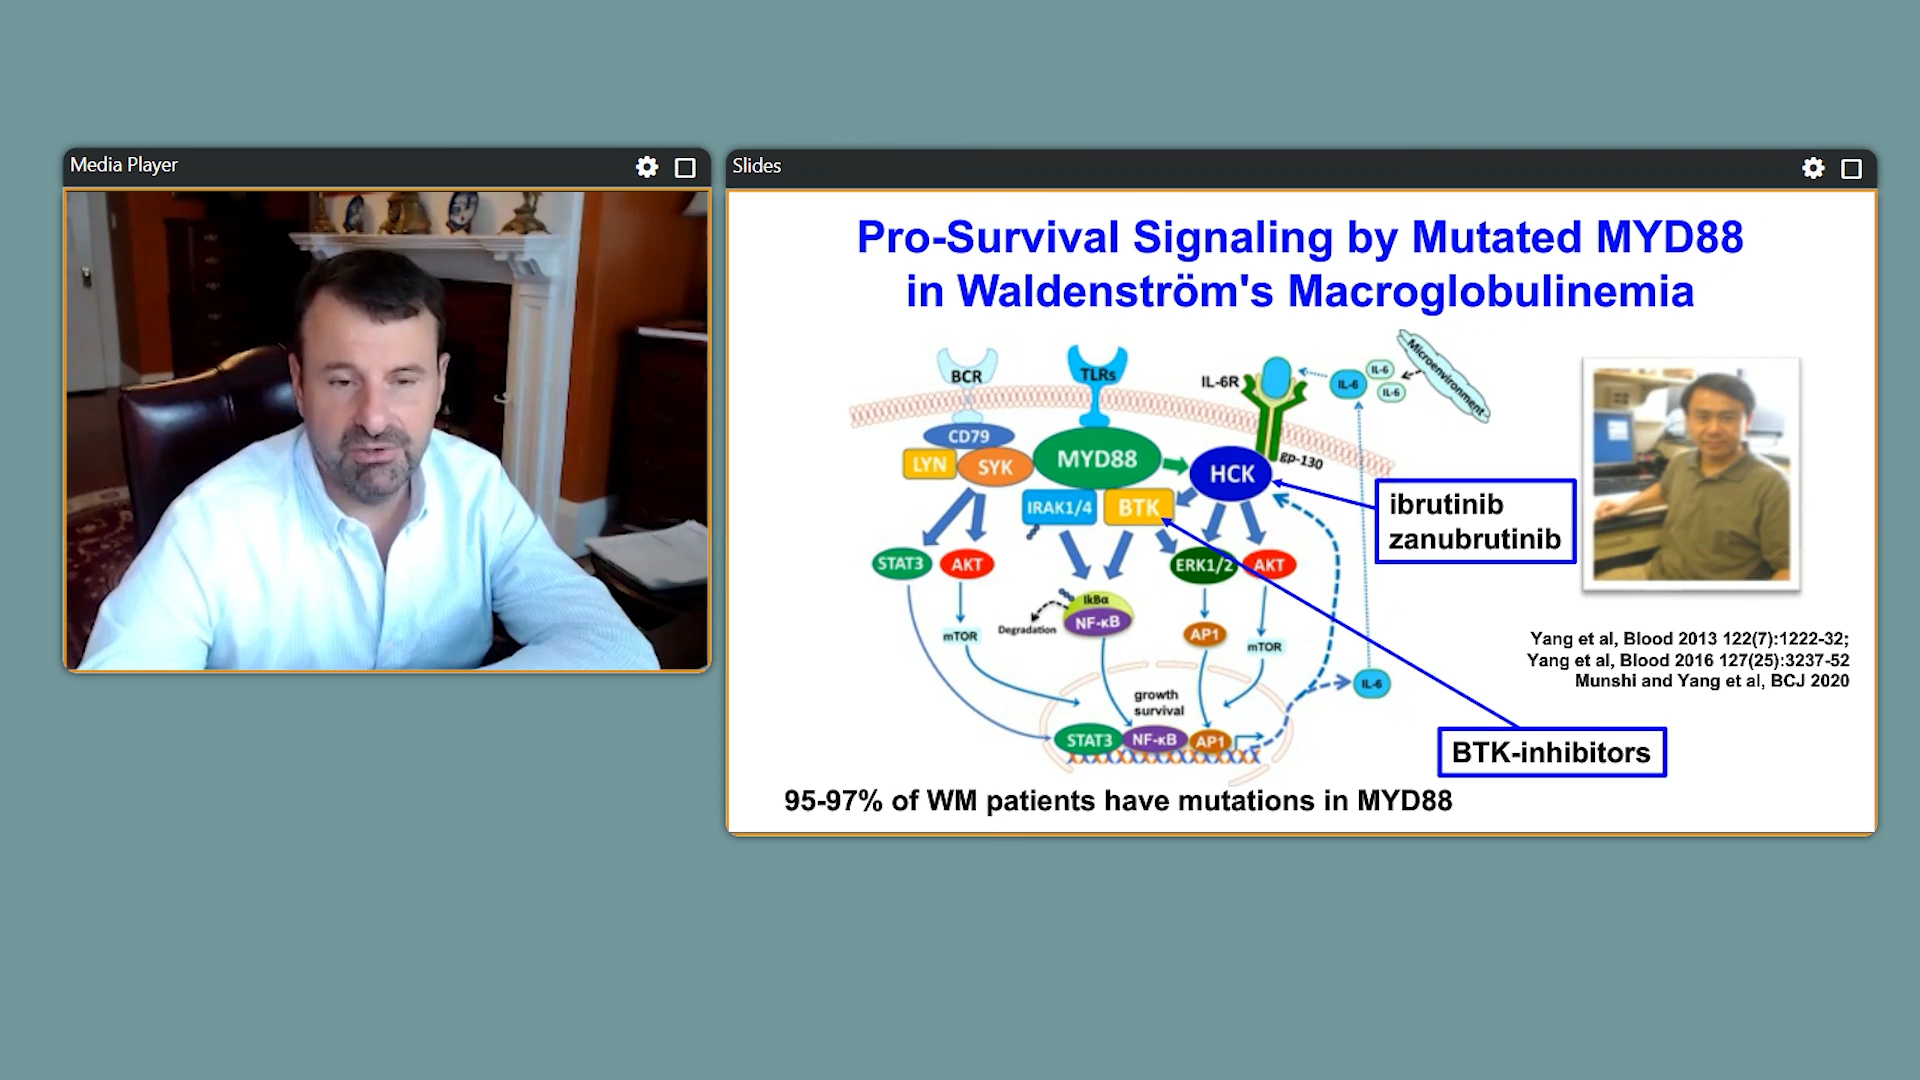 Media Player
Slides
Pro-Survival Signaling by Mutated MYD88
in Waldenström's Macroglobulinemia
BCR
TLRs
IL-6R
IL-6
IL-6
IL-6
Microenvironment
CD79
LYN
SYK
MYD88
HCK
gp-130
IRAK1/4
BTK
ibrutinib
zanubrutinib
STAT3
AKT
ERK1/2
AKT
IkBα
NF-κB
Degradation
mTOR
AP1
mTOR
Yang et al, Blood 2013 122(7):1222-32;
Yang et al, Blood 2016 127(25):3237-52
Munshi and Yang et al, BCJ 2020
IL-6
growth
survival
STAT3
NF-κB
AP1
BTK-inhibitors
95-97% of WM patients have mutations in MYD88